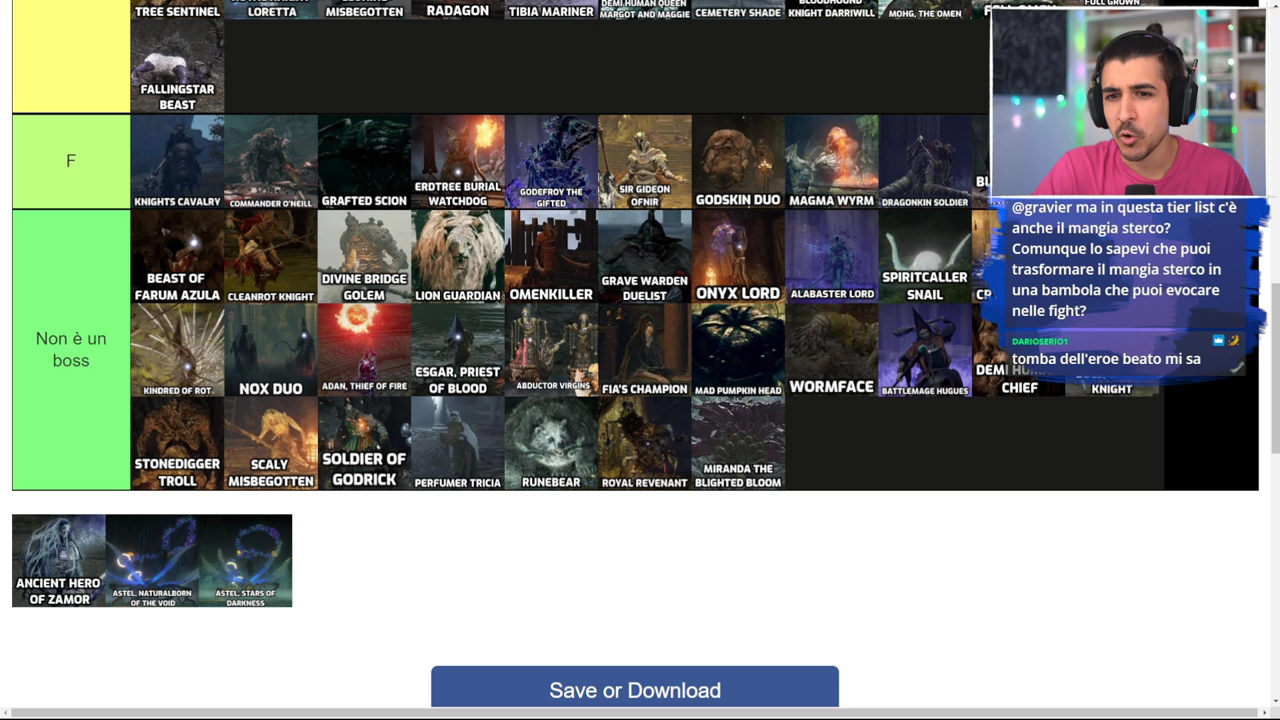 TREE SENTINEL
LORETTA
MISBEGOTTEN
RADAGON
TIBIA MARINER
DEMI HUMAN QUEEN
MARGOT AND MAGGIE
CEMETERY SHADE
BLOODHOUND
KNIGHT DARRIWILL
MOHG, THE OMEN
FULL GROWN
FALLINGSTAR
BEAST
F
KNIGHTS CAVALRY
COMMANDER O'NEILL
GRAFTED SCION
ERDTREE BURIAL
WATCHDOG
GODEFROY THE
GIFTED
SIR GIDEON
OFNIR
GODSKIN DUO
MAGMA WYRM
DRAGONKIN SOLDIER
Non è un
boss
BEAST OF
FARUM AZULA
CLEANROT KNIGHT
DIVINE BRIDGE
GOLEM
LION GUARDIAN
OMENKILLER
GRAVE WARDEN
DUELIST
ONYX LORD
ALABASTER LORD
SPIRITCALLER
SNAIL
KINDRED OF ROT
NOX DUO
ADAN, THIEF OF FIRE
ESGAR, PRIEST
OF BLOOD
ABDUCTOR VIRGINS
FIA'S CHAMPION
MAD PUMPKIN HEAD
WORMFACE
BATTLEMAGE HUGUES
CHIEF
KNIGHT
STONEDIGGER
TROLL
SCALY
MISBEGOTTEN
SOLDIER OF
GODRICK
PERFUMER TRICIA
RUNEBEAR
ROYAL REVENANT
MIRANDA THE
BLIGHTED BLOOM
ANCIENT HERO
OF ZAMOR
ASTEL, NATURALBORN
OF THE VOID
ASTEL, STARS OF
DARKNESS
Save or Download
@gravier ma in questa tier list c'è
anche il mangia sterco?
Comunque lo sapevi che puoi
trasformare il mangia sterco in
una bambola che puoi evocare
nelle fight?
DARIOSERIO1
tomba dell'eroe beato mi sa